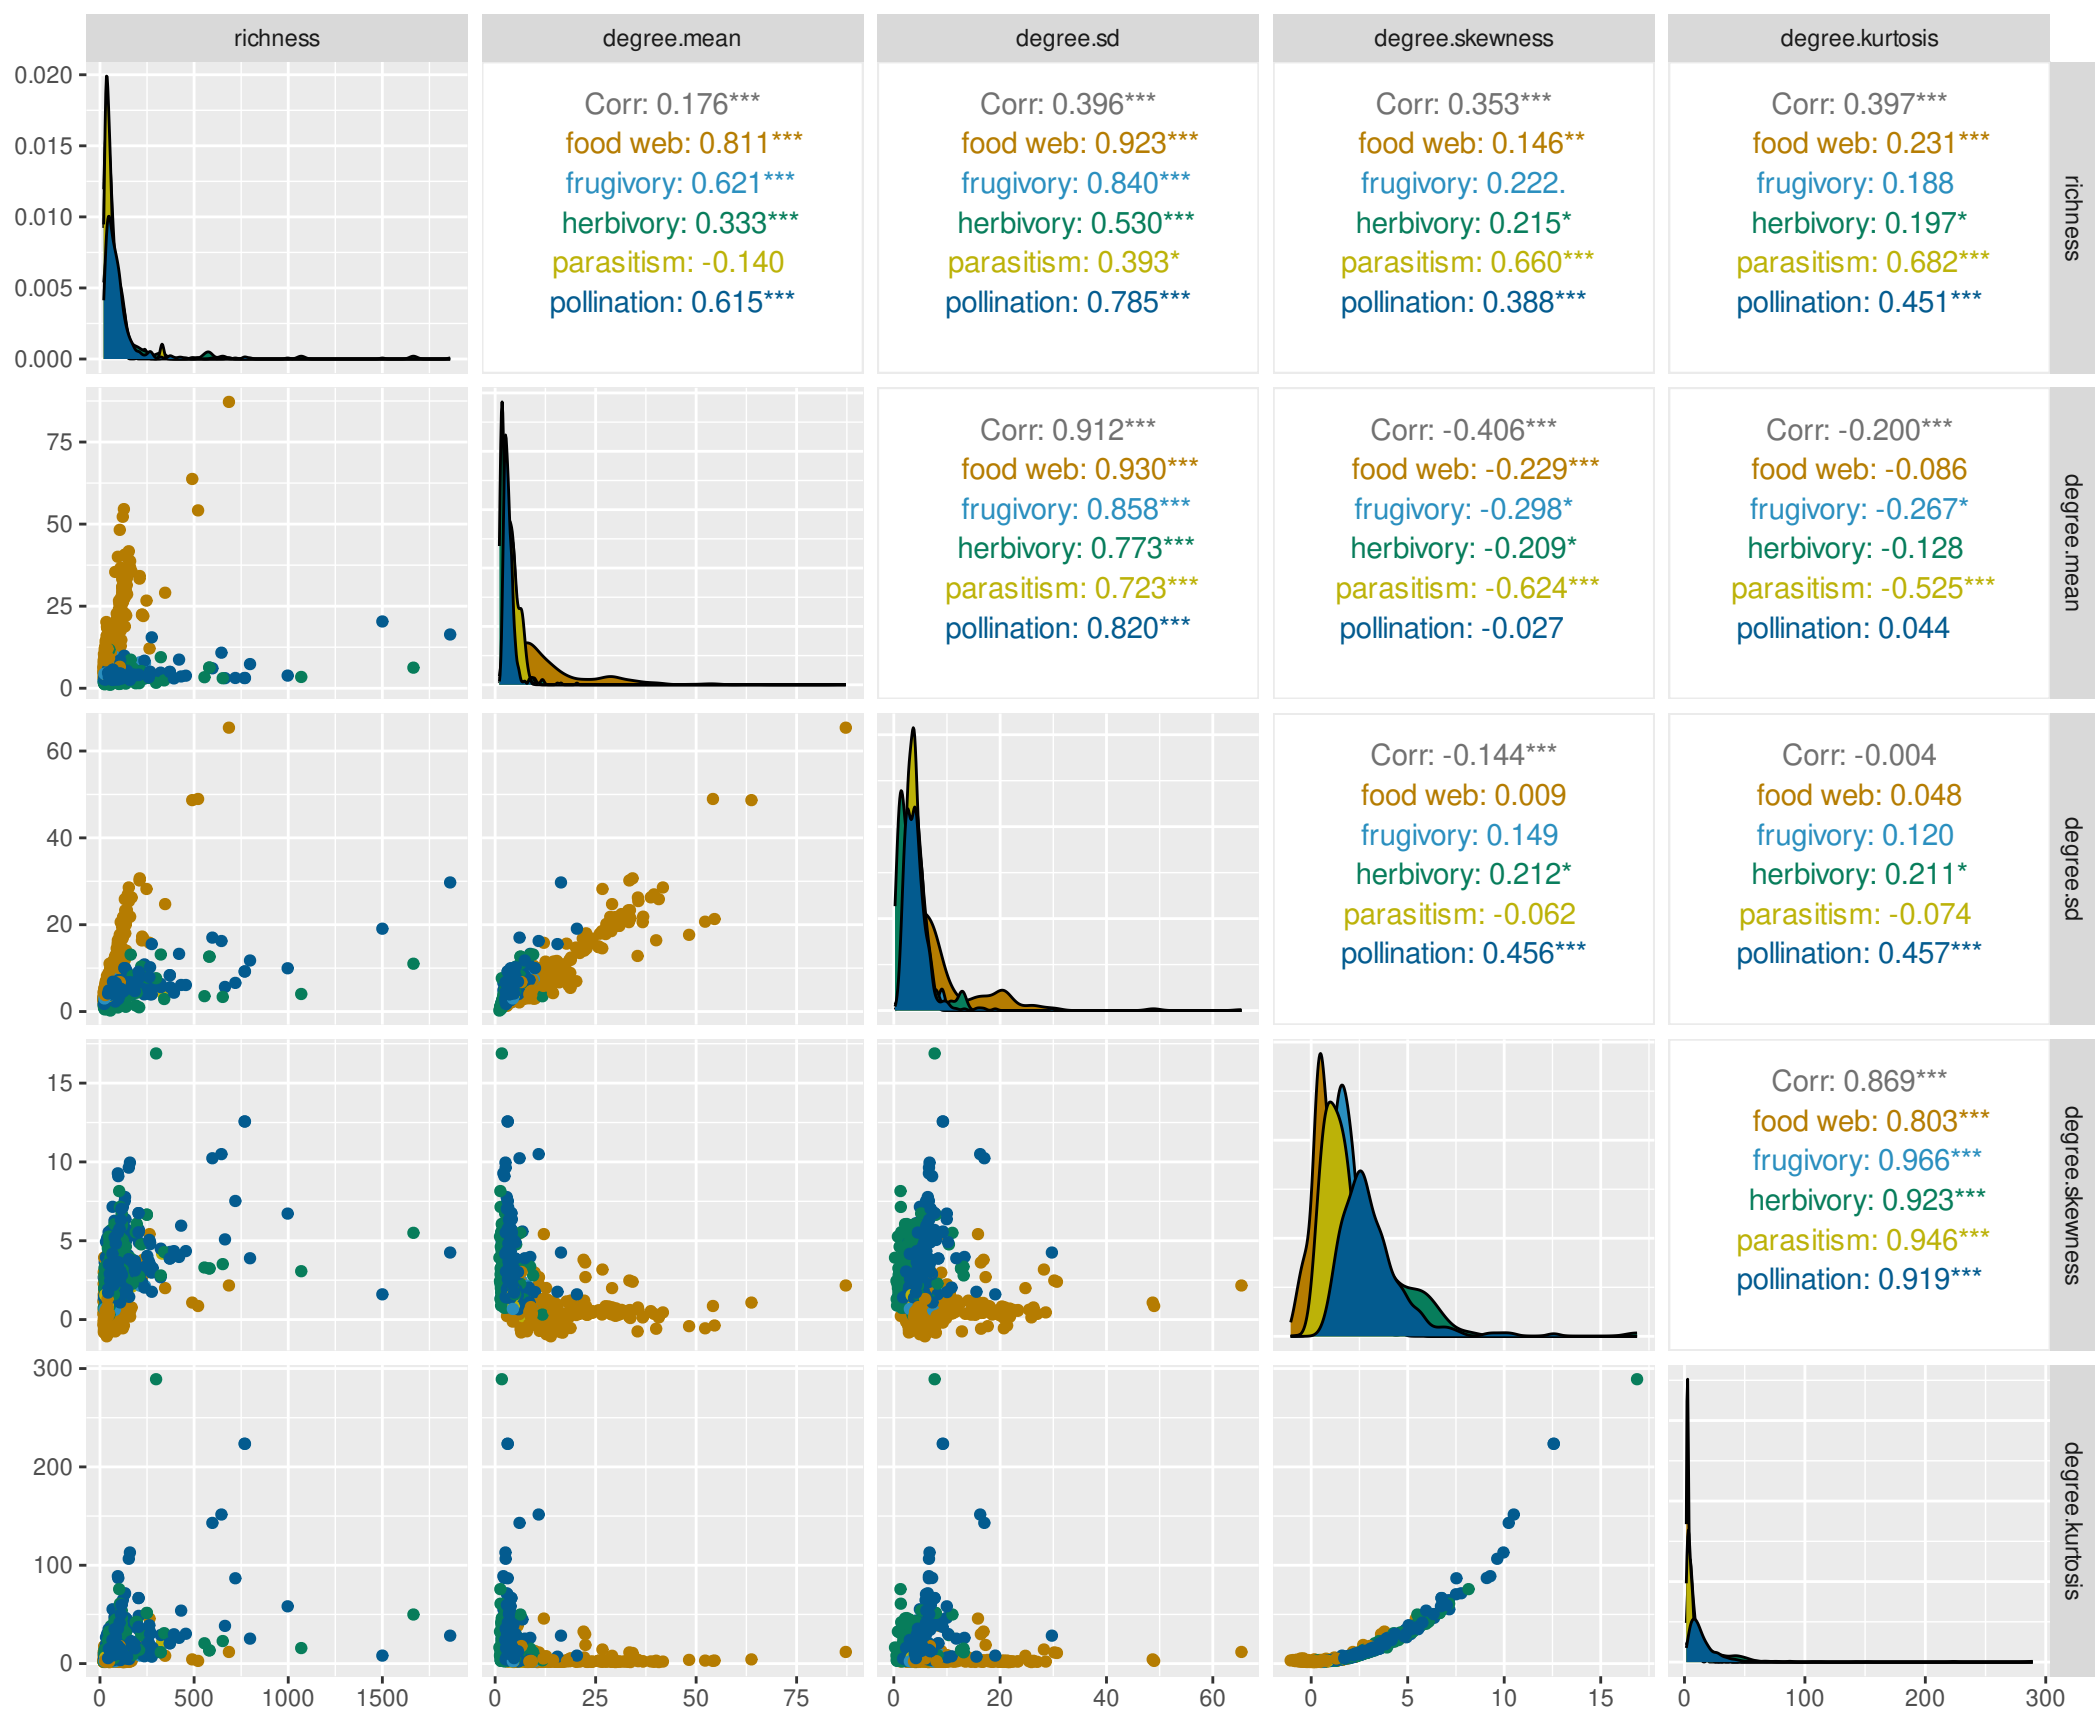 richness
degree.mean
degree.sd
degree.skewness
degree.kurtosis
0.020
0.015
0.010
0.005
0.000
Corr: 0.176***
food web: 0.811***
frugivory: 0.621***
herbivory: 0.333***
parasitism: -0.140
pollination: 0.615***
Corr: 0.396***
food web: 0.923***
frugivory: 0.840***
herbivory: 0.530***
parasitism: 0.393*
pollination: 0.785***
Corr: 0.353***
food web: 0.146**
frugivory: 0.222.
herbivory: 0.215*
parasitism: 0.660***
pollination: 0.388***
Corr: 0.397***
food web: 0.231***
frugivory: 0.188
herbivory: 0.197*
parasitism: 0.682***
pollination: 0.451***
richness
75
50
25
0
Corr: 0.912***
food web: 0.930***
frugivory: 0.858***
herbivory: 0.773***
parasitism: 0.723***
pollination: 0.820***
Corr: -0.406***
food web: -0.229***
frugivory: -0.298*
herbivory: -0.209*
parasitism: -0.624***
pollination: -0.027
Corr: -0.200***
food web: -0.086
frugivory: -0.267*
herbivory: -0.128
parasitism: -0.525***
pollination: 0.044
degree.mean
60
40
20
0
Corr: -0.144***
food web: 0.009
frugivory: 0.149
herbivory: 0.212*
parasitism: -0.062
pollination: 0.456***
Corr: -0.004
food web: 0.048
frugivory: 0.120
herbivory: 0.211*
parasitism: -0.074
pollination: 0.457***
degree.sd
15
10
5
0
Corr: 0.869***
food web: 0.803***
frugivory: 0.966***
herbivory: 0.923***
parasitism: 0.946***
pollination: 0.919***
degree.skewness
300
200
100
0
degree.kurtosis
0 500 1000 1500
0 25 50 75
0 20 40 60
0 5 10 15
0 100 200 300